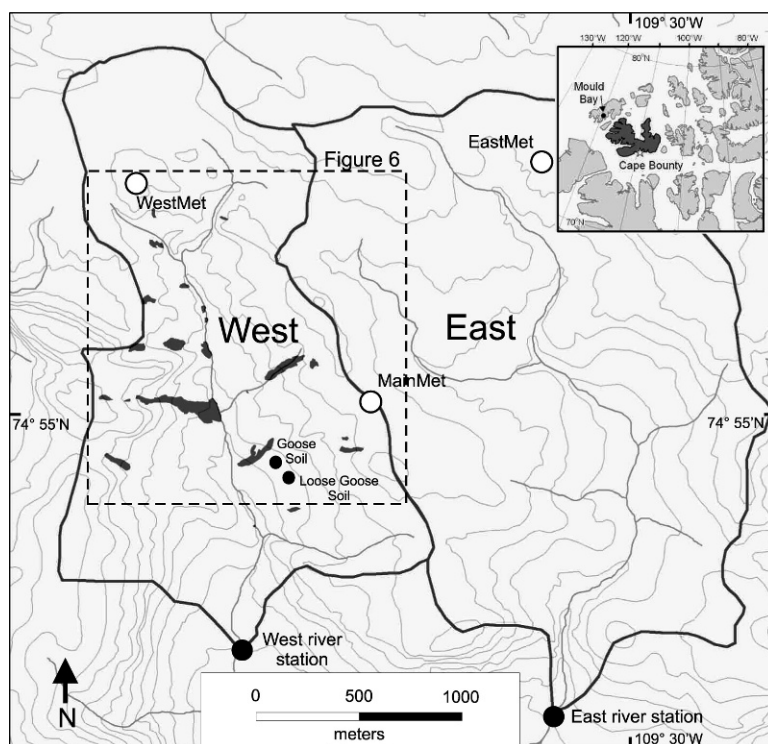 109° 30'W
130°W
120°W
110°W
100°W
90°W
80°W
80°N
Mould
Bay
Cape Bounty
70°N
EastMet
Figure 6
WestMet
West
East
MainMet
74° 55'N
74° 55'N
Goose
Soil
Loose Goose
Soil
West river
station
N
0
500
1000
meters
East river station
109° 30'W